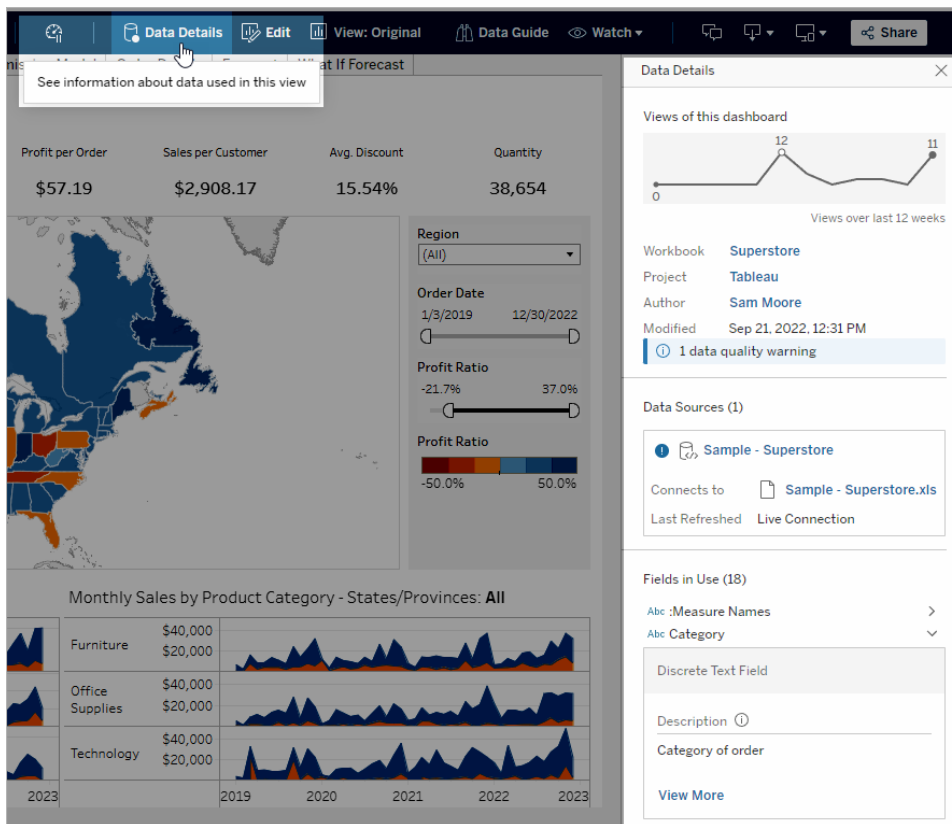 Data Details Edit View: Original Data Guide Watch Share
What If Forecast
See information about data used in this view
Profit per Order Sales per Customer Avg. Discount Quantity
$57.19 $2,908.17 15.54% 38,654
Region
(All)
Order Date
1/3/2019 12/30/2022
Profit Ratio
-21.7% 37.0%
Profit Ratio
-50.0% 50.0%
Monthly Sales by Product Category - States/Provinces: All
Furniture
$40,000
$20,000
Office
Supplies
$40,000
$20,000
Technology
$40,000
$20,000
2023 2019 2020 2021 2022 2023
Data Details
Views of this dashboard
12
11
0
Views over last 12 weeks
Workbook Superstore
Project Tableau
Author Sam Moore
Modified Sep 21, 2022, 12:31 PM
1 data quality warning
Data Sources (1)
Sample - Superstore
Connects to Sample - Superstore.xls
Last Refreshed Live Connection
Fields in Use (18)
Abc :Measure Names
Abc Category
Discrete Text Field
Description
Category of order
View More